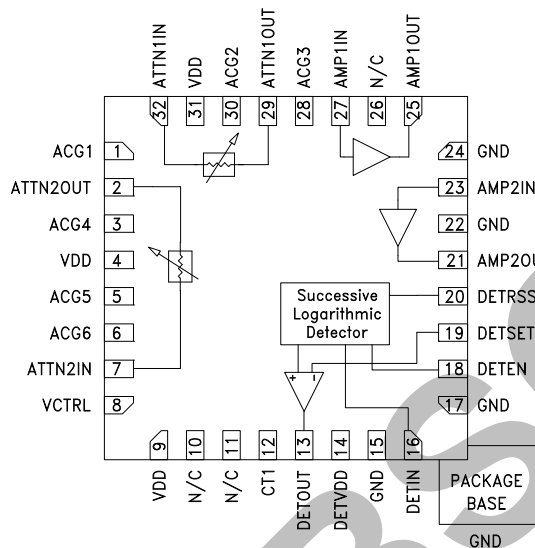 ATTN1IN
VDD
ACG2
ATTN1OUT
ACG3
AMP1IN
N/C
AMP1OUT
32
31
30
29
28
27
26
25
ACG1 1
ATTN2OUT 2
ACG4 3
VDD 4
ACG5 5
ACG6 6
ATTN2IN 7
VCTRL 8
24 GND
23 AMP2IN
22 GND
21 AMP2OU
20 DETRSS
19 DETSET
18 DETEN
17 GND
Successive
Logarithmic
Detector
+ −
9
10
11
12
13
14
15
16
VDD
N/C
N/C
CT1
DETOUT
DETVDD
GND
DETIN
PACKAGE
BASE
GND